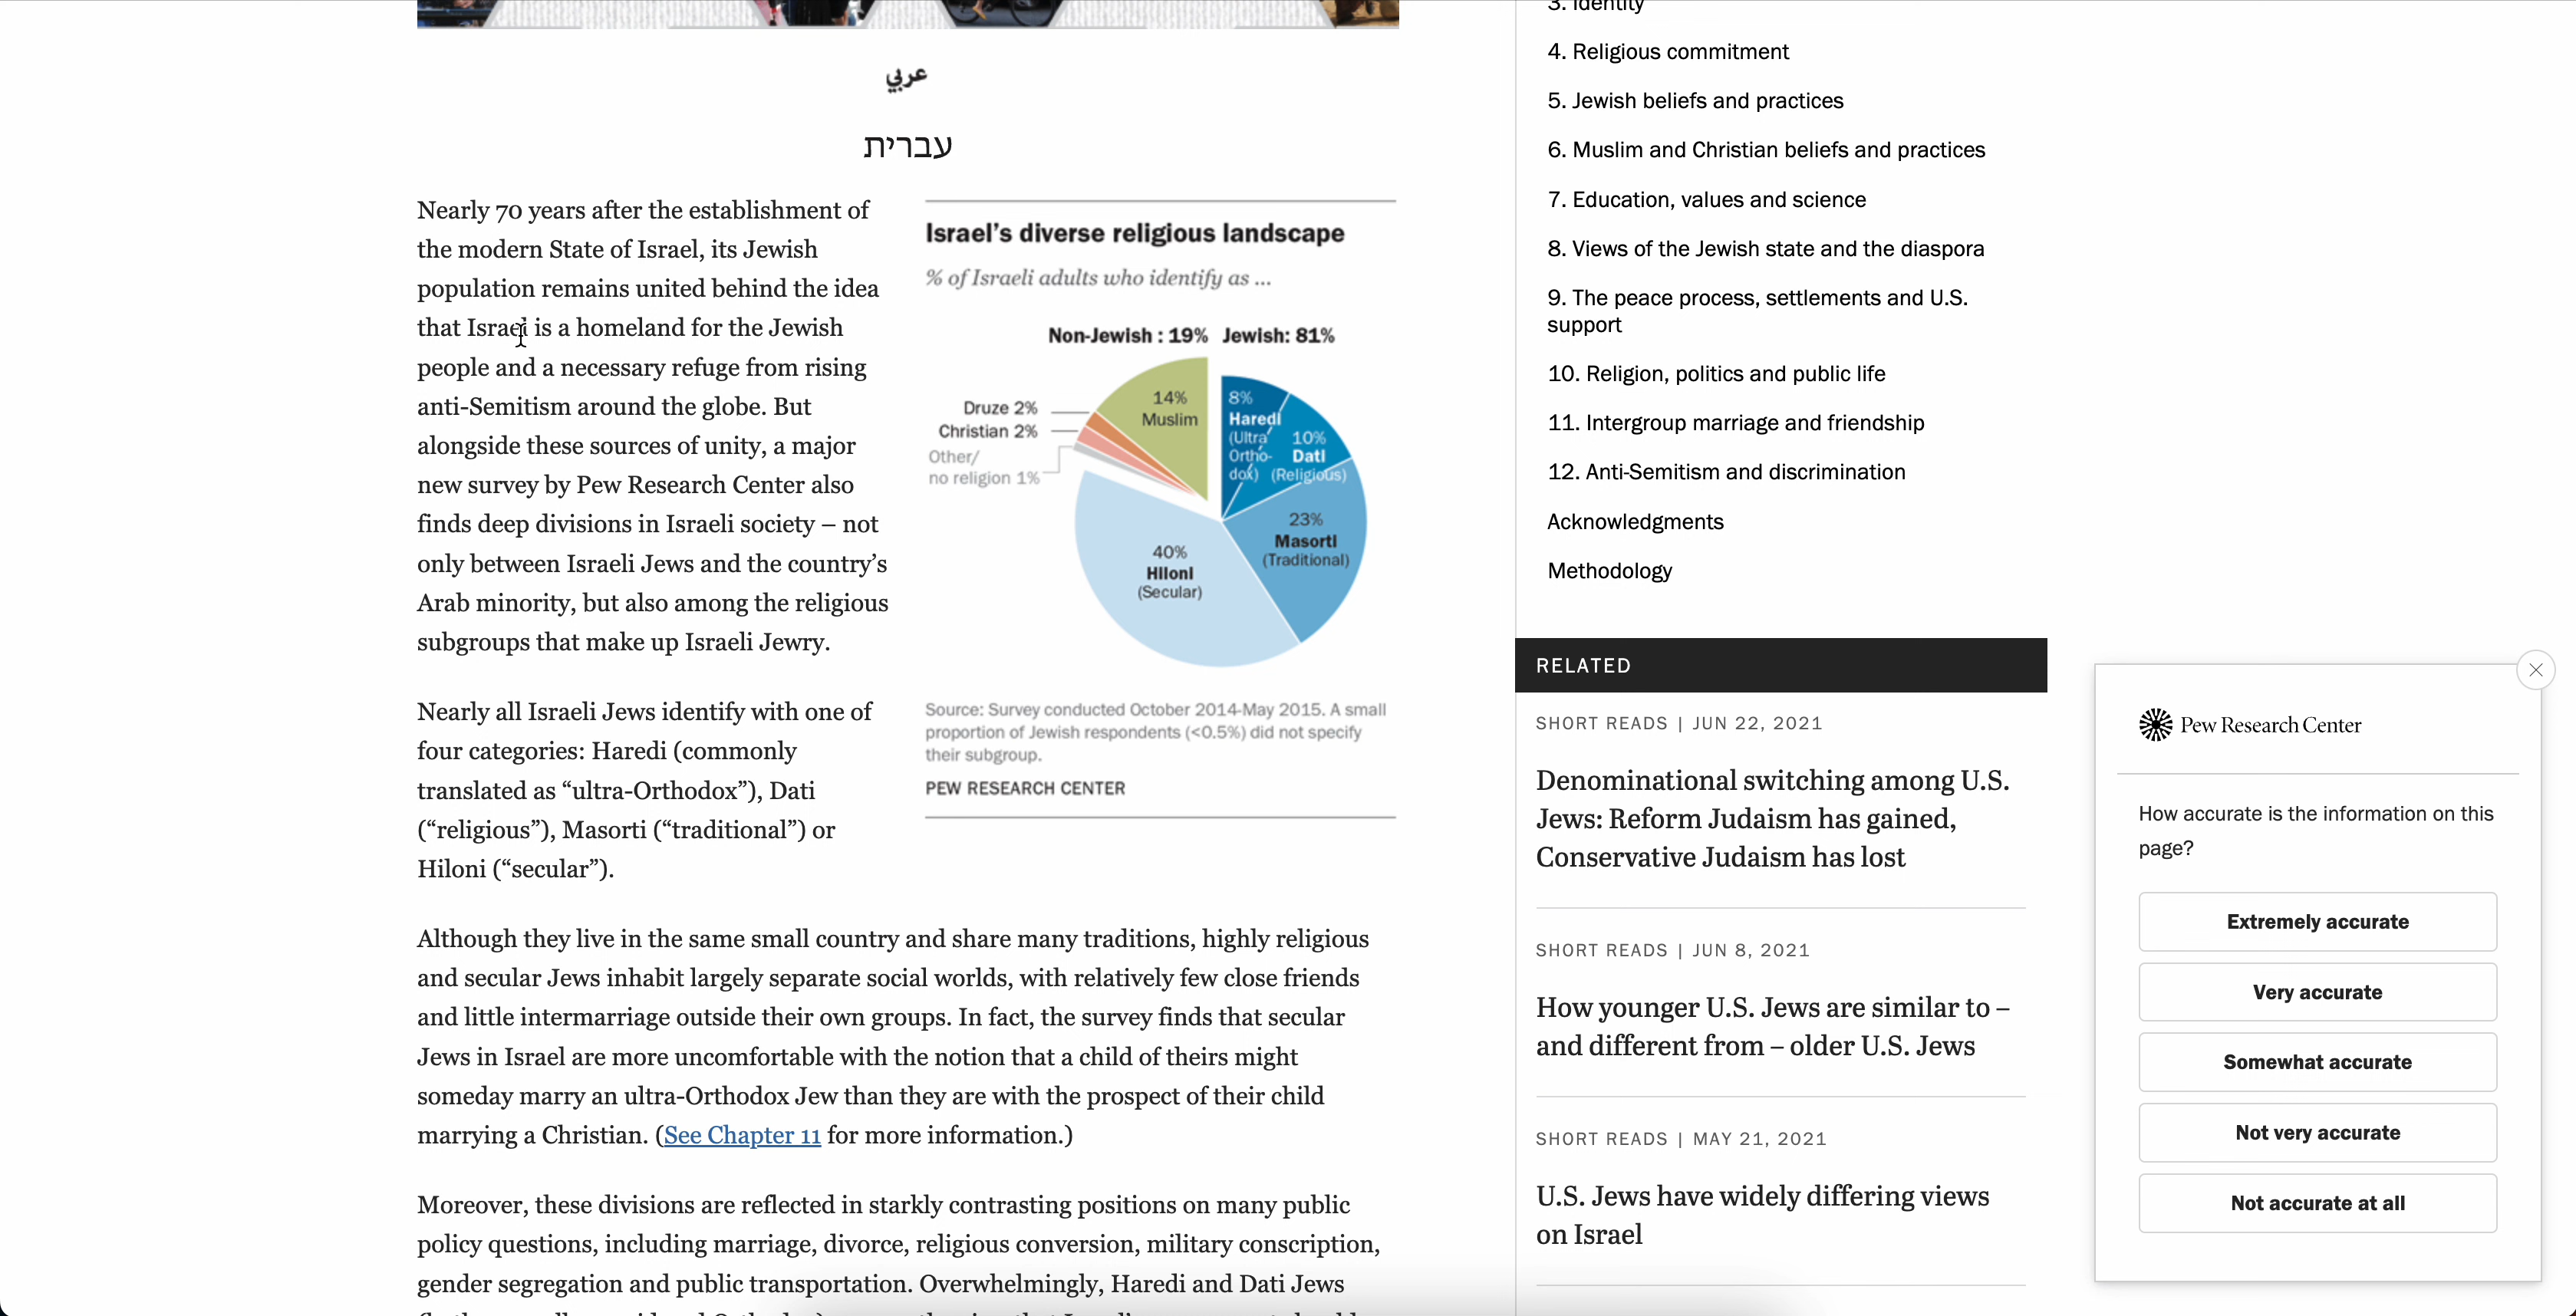 عربي
עברית
Nearly 70 years after the establishment of
the modern State of Israel, its Jewish
population remains united behind the idea
that Israel is a homeland for the Jewish
people and a necessary refuge from rising
anti-Semitism around the globe. But
alongside these sources of unity, a major
new survey by Pew Research Center also
finds deep divisions in Israeli society – not
only between Israeli Jews and the country’s
Arab minority, but also among the religious
subgroups that make up Israeli Jewry.
Nearly all Israeli Jews identify with one of
four categories: Haredi (commonly
translated as “ultra-Orthodox”), Dati
(“religious”), Masorti (“traditional”) or
Hiloni (“secular”).
Israel’s diverse religious landscape
% of Israeli adults who identify as ...
Non-Jewish : 19% Jewish: 81%
Druze 2%
Christian 2%
Other/
no religion 1%
14%
Muslim
8%
Haredi
(Ultra
Ortho-
dox)
10%
Dati
(Religious)
23%
Masorti
(Traditional)
40%
Hiloni
(Secular)
Source: Survey conducted October 2014-May 2015. A small
proportion of Jewish respondents (<0.5%) did not specify
their subgroup.
PEW RESEARCH CENTER
Although they live in the same small country and share many traditions, highly religious
and secular Jews inhabit largely separate social worlds, with relatively few close friends
and little intermarriage outside their own groups. In fact, the survey finds that secular
Jews in Israel are more uncomfortable with the notion that a child of theirs might
someday marry an ultra-Orthodox Jew than they are with the prospect of their child
marrying a Christian. (See Chapter 11 for more information.)
Moreover, these divisions are reflected in starkly contrasting positions on many public
policy questions, including marriage, divorce, religious conversion, military conscription,
gender segregation and public transportation. Overwhelmingly, Haredi and Dati Jews
3. Identity
4. Religious commitment
5. Jewish beliefs and practices
6. Muslim and Christian beliefs and practices
7. Education, values and science
8. Views of the Jewish state and the diaspora
9. The peace process, settlements and U.S.
support
10. Religion, politics and public life
11. Intergroup marriage and friendship
12. Anti-Semitism and discrimination
Acknowledgments
Methodology
RELATED
SHORT READS | JUN 22, 2021
Denominational switching among U.S.
Jews: Reform Judaism has gained,
Conservative Judaism has lost
SHORT READS | JUN 8, 2021
How younger U.S. Jews are similar to –
and different from – older U.S. Jews
SHORT READS | MAY 21, 2021
U.S. Jews have widely differing views
on Israel
Pew Research Center
How accurate is the information on this
page?
Extremely accurate
Very accurate
Somewhat accurate
Not very accurate
Not accurate at all